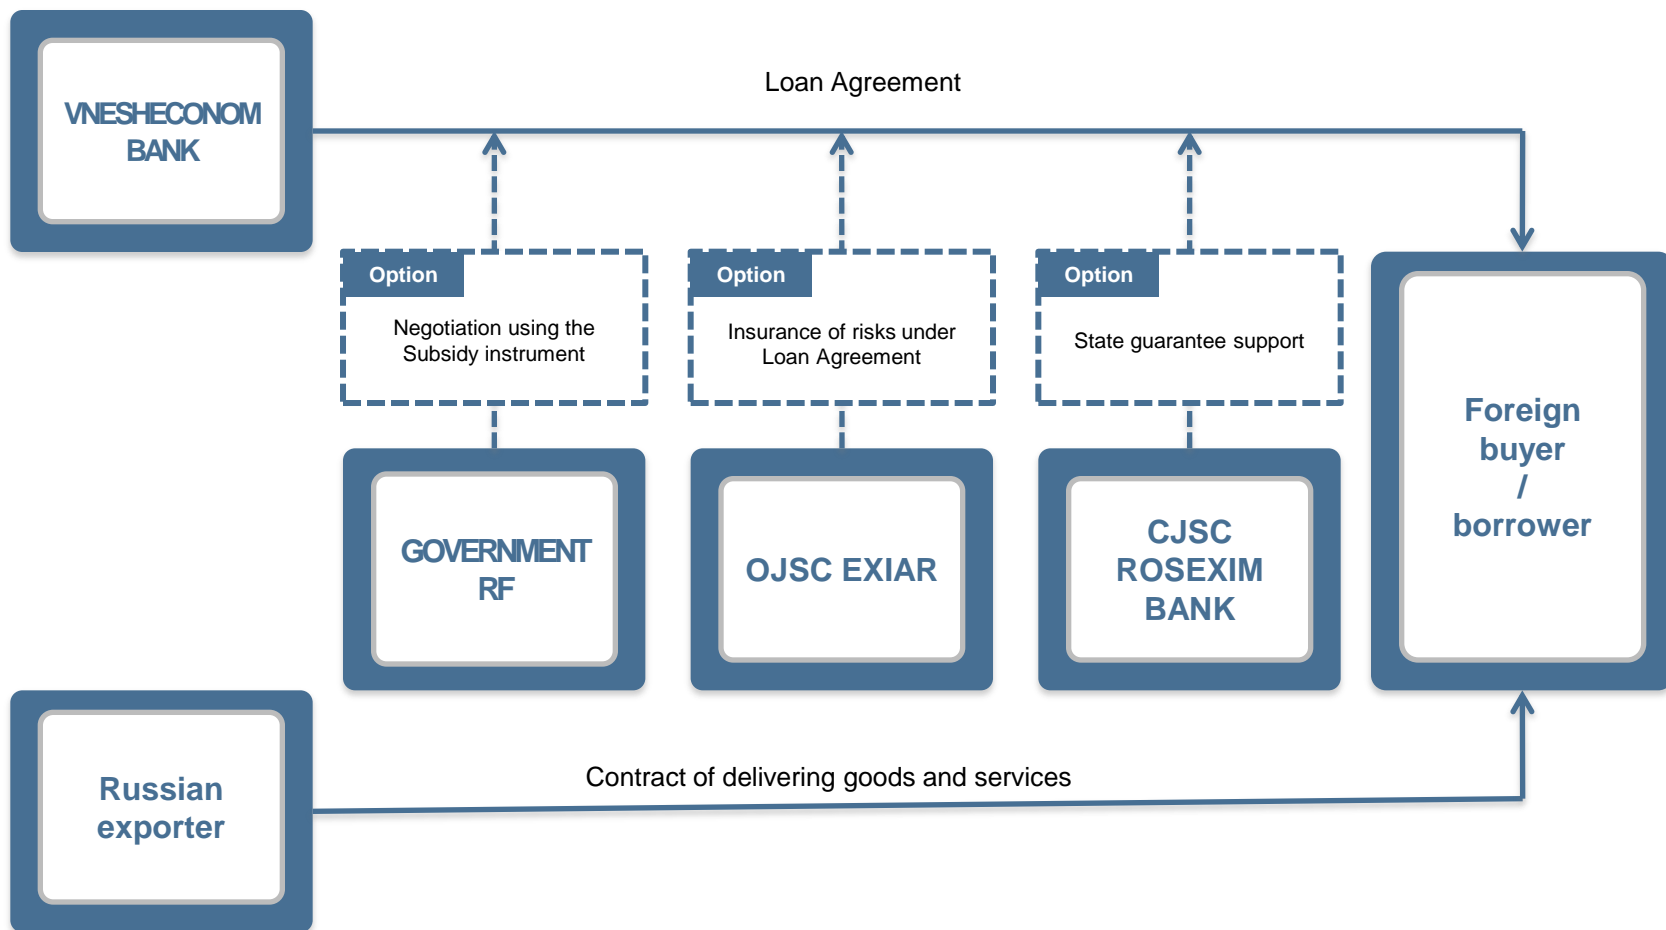 VNESHECONOM
BANK
Loan Agreement
Option
Negotiation using the
Subsidy instrument
Option
Insurance of risks under
Loan Agreement
Option
State guarantee support
Foreign
buyer
/
borrower
GOVERNMENT
RF
OJSC EXIAR
CJSC
ROSEXIM
BANK
Russian
exporter
Contract of delivering goods and services